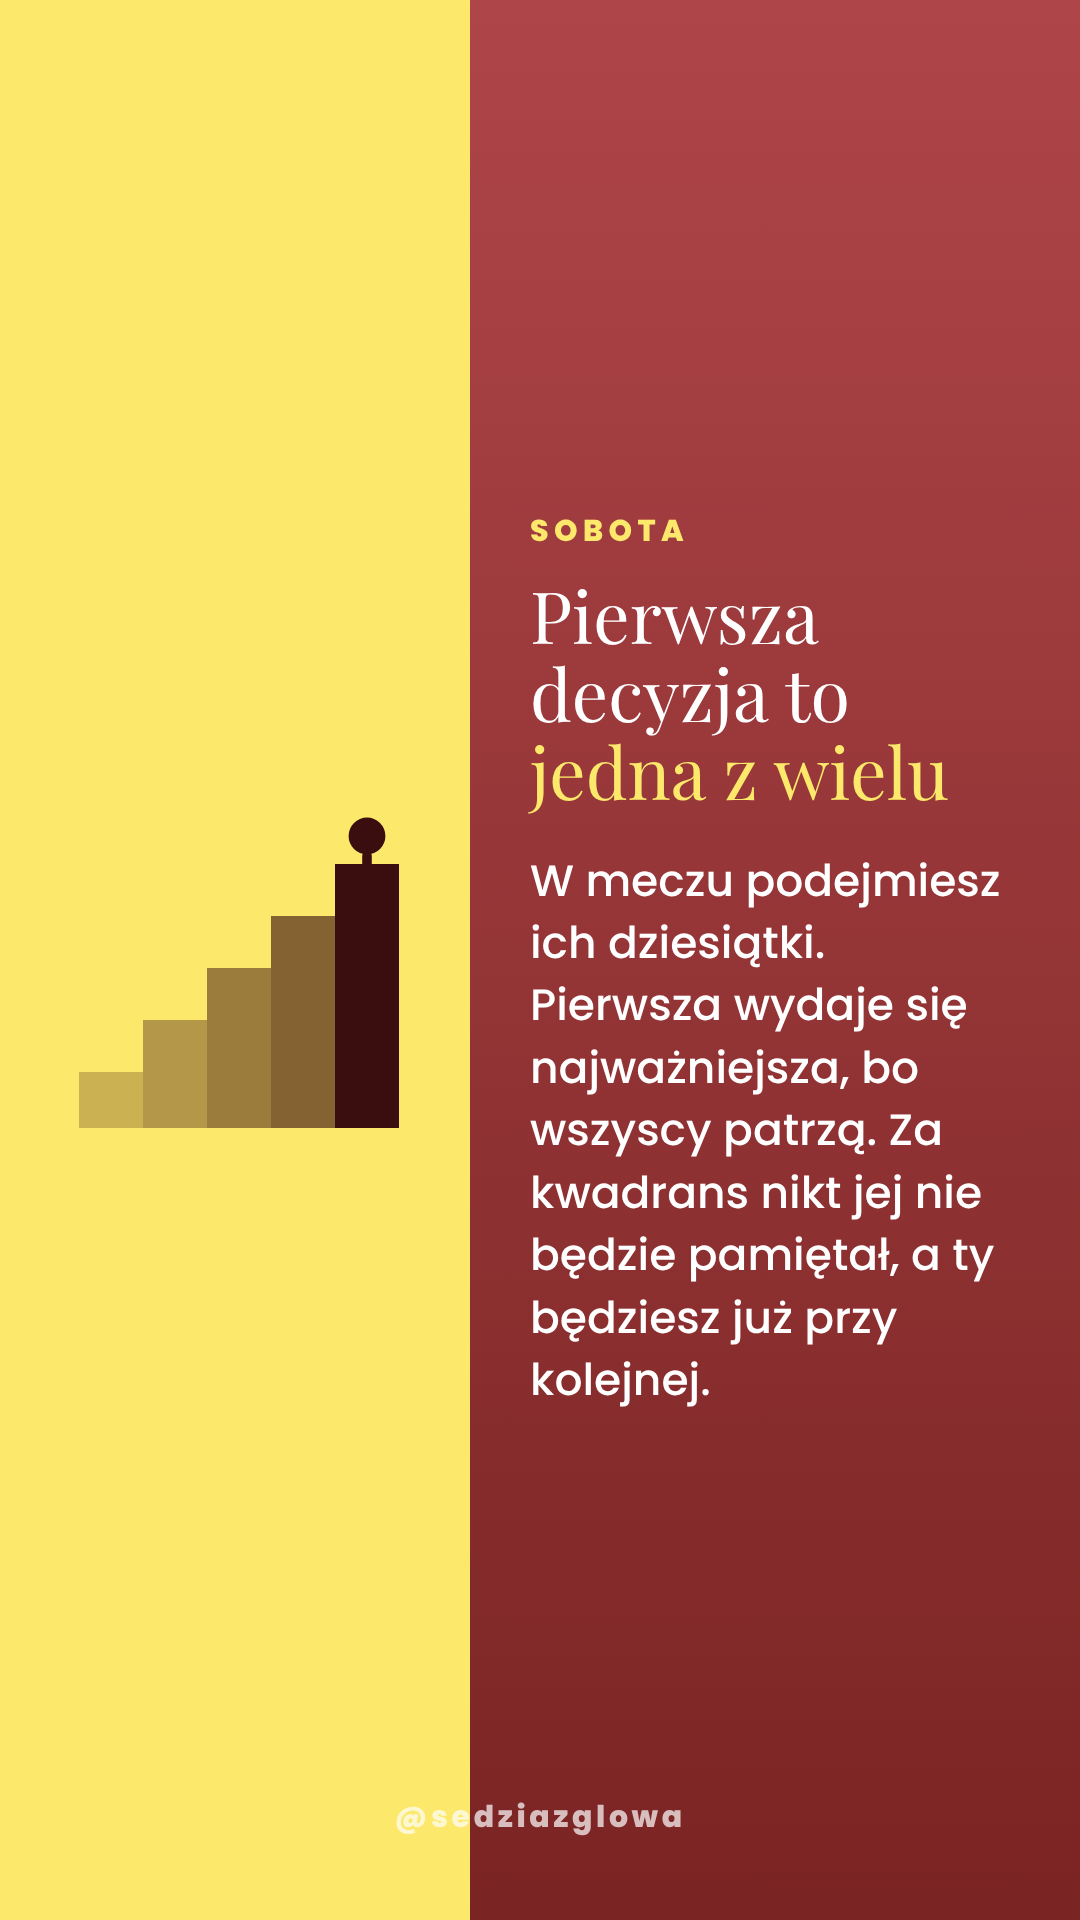 SOBOTA
Pierwsza
decyzja to
jedna z wielu
W meczu podejmiesz
ich dziesiątki.
Pierwsza wydaje się
najważniejsza, bo
wszyscy patrzą. Za
kwadrans nikt jej nie
będzie pamiętał, a ty
będziesz już przy
kolejnej.
@sedziazglowa